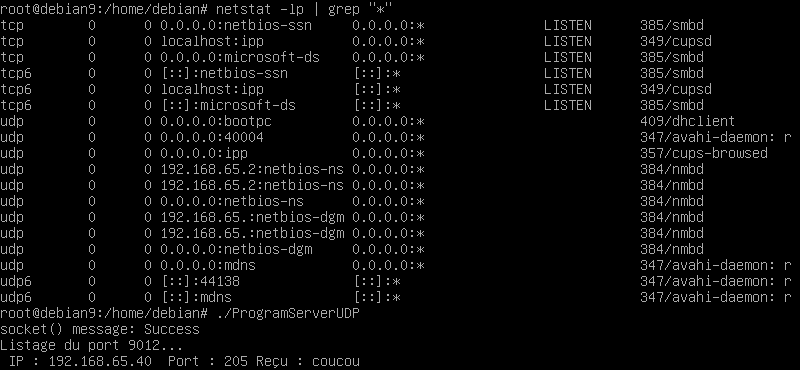 root@debian9:/home/debian# netstat -lp | grep "*"
tcp        0      0 0.0.0.0:netbios-ssn     0.0.0.0:*               LISTEN      385/smbd
tcp        0      0 localhost:ipp           0.0.0.0:*               LISTEN      349/cupsd
tcp        0      0 0.0.0.0:microsoft-ds    0.0.0.0:*               LISTEN      385/smbd
tcp6       0      0 [::]:netbios-ssn        [::]:*                  LISTEN      385/smbd
tcp6       0      0 localhost:ipp           [::]:*                  LISTEN      349/cupsd
tcp6       0      0 [::]:microsoft-ds       [::]:*                  LISTEN      385/smbd
udp        0      0 0.0.0.0:bootpc          0.0.0.0:*                           409/dhclient
udp        0      0 0.0.0.0:40004           0.0.0.0:*                           347/avahi-daemon: r
udp        0      0 0.0.0.0:ipp             0.0.0.0:*                           357/cups-browsed
udp        0      0 192.168.65.2:netbios-ns 0.0.0.0:*                           384/nmbd
udp        0      0 192.168.65.2:netbios-ns 0.0.0.0:*                           384/nmbd
udp        0      0 0.0.0.0:netbios-ns      0.0.0.0:*                           384/nmbd
udp        0      0 192.168.65.:netbios-dgm 0.0.0.0:*                           384/nmbd
udp        0      0 192.168.65.:netbios-dgm 0.0.0.0:*                           384/nmbd
udp        0      0 0.0.0.0:netbios-dgm     0.0.0.0:*                           384/nmbd
udp        0      0 0.0.0.0:mdns            0.0.0.0:*                           347/avahi-daemon: r
udp6       0      0 [::]:44138              [::]:*                              347/avahi-daemon: r
udp6       0      0 [::]:mdns               [::]:*                              347/avahi-daemon: r
root@debian9:/home/debian# ./ProgramServerUDP
socket() message: Success
Listage du port 9012...
 IP : 192.168.65.40  Port : 205 Reçu : coucou